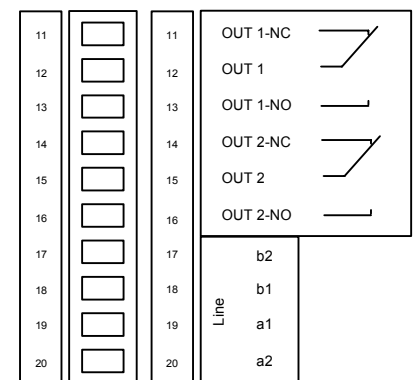 11 11 OUT 1-NC
12 12 OUT 1
13 13 OUT 1-NO
14 14 OUT 2-NC
15 15 OUT 2
16 16 OUT 2-NO
17 17 b2
18 18 b1
19 19 a1
20 20 a2
Line